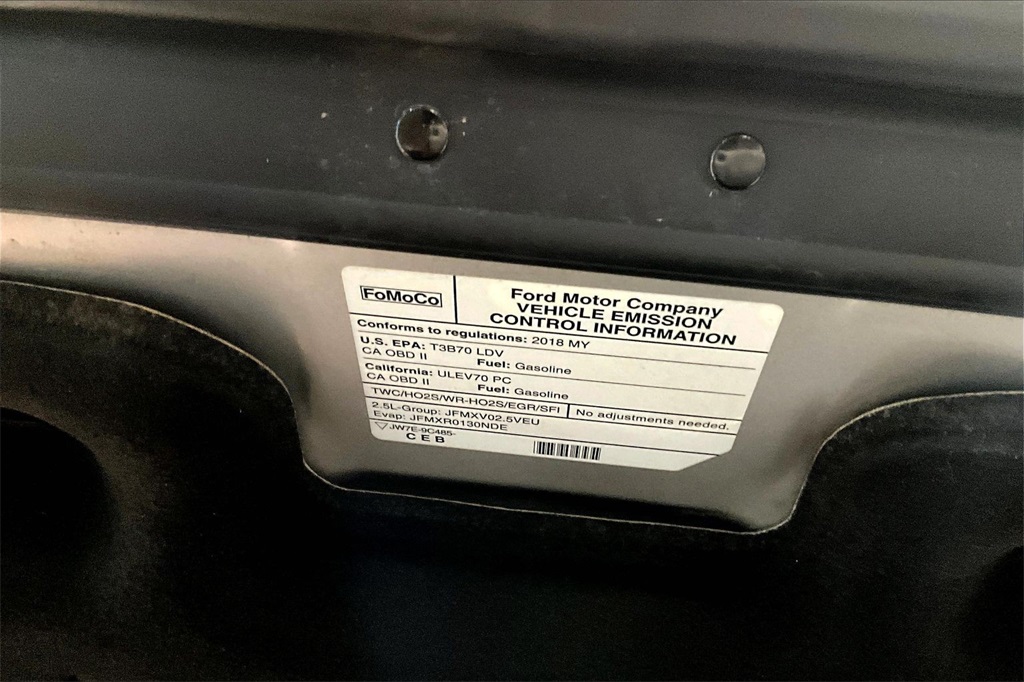 FoMoCo
Ford Motor Company
VEHICLE EMISSION
CONTROL INFORMATION
Conforms to regulations: 2018 MY
U.S. EPA: T3B70 LDV
CA OBD II Fuel: Gasoline
California: ULEV70 PC
CA OBD II Fuel: Gasoline
TWC/HO2S/WR-HO2S/EGR/SFI No adjustments needed.
2.5L-Group: JFMXV02.5VEU
Evap: JFMXR0130NDE
JW7E-9C485-
CEB